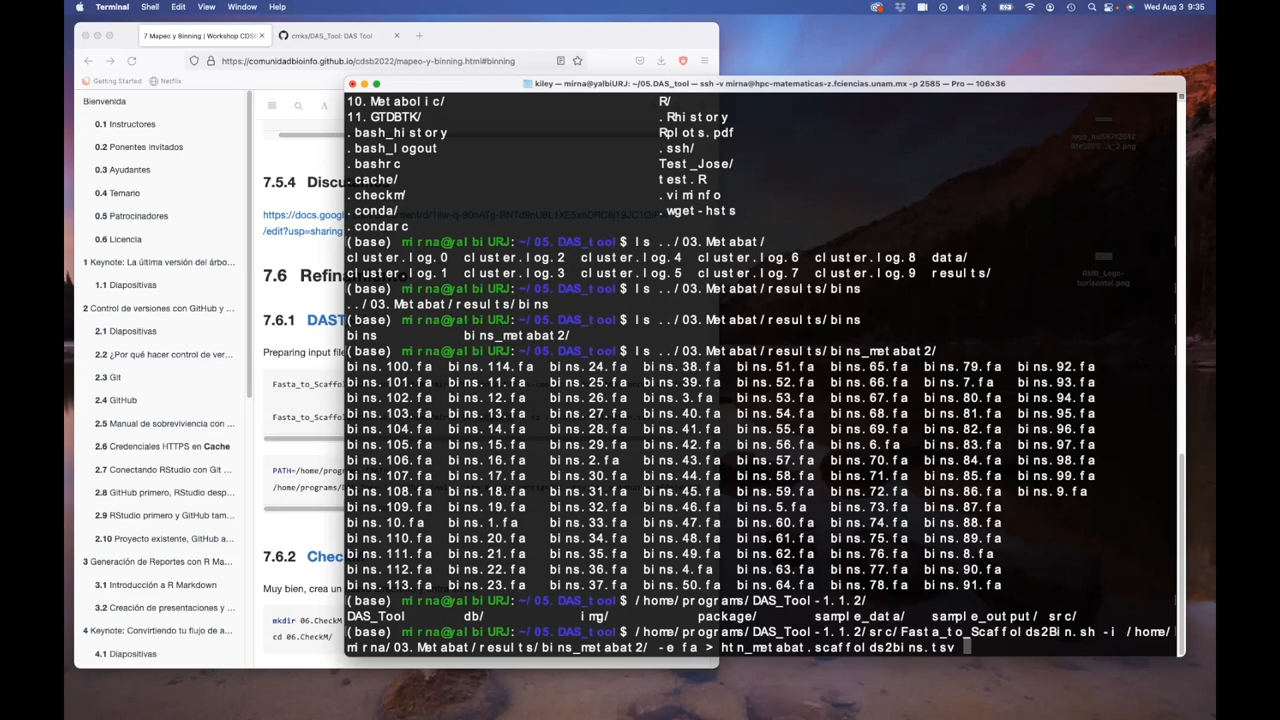 Terminal Shell Edit View Window Help
Wed Aug 3 9:35
7 Mapeo y Binning | Workshop CDSB
cmks/DAS_Tool: DAS Tool
https://comunidadbioinfo.github.io/cdsb2022/mapeo-y-binning.html#binning
Getting Started Netflix
Bienvenida
0.1 Instructores
0.2 Ponentes invitados
0.3 Ayudantes
0.4 Temario
0.5 Patrocinadores
0.6 Licencia
1 Keynote: La última versión del árbo...
1.1 Diapositivas
2 Control de versiones con GitHub y ...
2.1 Diapositivas
2.2 ¿Por qué hacer control de ver...
2.3 Git
2.4 GitHub
2.5 Manual de sobrevivencia con ...
2.6 Credenciales HTTPS en Cache
2.7 Conectando RStudio con Git ...
2.8 GitHub primero, RStudio desp...
2.9 RStudio primero y GitHub tam...
2.10 Proyecto existente, GitHub a...
3 Generación de Reportes con R Ma...
3.1 Introducción a R Markdown
3.2 Creación de presentaciones y ...
4 Keynote: Convirtiendo tu flujo de a...
4.1 Diapositivas
7.5.4 Discu
https://docs.goog
/edit?usp=sharing
7.6 Refin
7.6.1 DAST
Preparing input file
Fasta_to_Scaffol
Fasta_to_Scaffol
PATH=/home/progr
/home/programs/D
7.6.2 Chec
Muy bien, crea un
mkdir 06.CheckM/
cd 06.CheckM/
kiley — mirna@yalbiURJ: ~/05.DAS_tool — ssh -v mirna@hpc-matematicas-z.fciencias.unam.mx -p 2585 — Pro — 106×36
10.Metabolic/ R/
11.GTDBTK/ .Rhistory
.bash_history Rplots.pdf
.bash_logout .ssh/
.bashrc Test_Jose/
.cache/ test.R
.checkm/ .viminfo
.conda/ .wget-hsts
.condarc
(base) mirna@yalbiURJ:~/05.DAS_tool$ ls ../03.Metabat/
cluster.log.0 cluster.log.2 cluster.log.4 cluster.log.6 cluster.log.8 data/
cluster.log.1 cluster.log.3 cluster.log.5 cluster.log.7 cluster.log.9 results/
(base) mirna@yalbiURJ:~/05.DAS_tool$ ls ../03.Metabat/results/bins
../03.Metabat/results/bins
(base) mirna@yalbiURJ:~/05.DAS_tool$ ls ../03.Metabat/results/bins
bins bins_metabat2/
(base) mirna@yalbiURJ:~/05.DAS_tool$ ls ../03.Metabat/results/bins_metabat2/
bins.100.fa bins.114.fa bins.24.fa bins.38.fa bins.51.fa bins.65.fa bins.79.fa bins.92.fa
bins.101.fa bins.11.fa bins.25.fa bins.39.fa bins.52.fa bins.66.fa bins.7.fa bins.93.fa
bins.102.fa bins.12.fa bins.26.fa bins.3.fa bins.53.fa bins.67.fa bins.80.fa bins.94.fa
bins.103.fa bins.13.fa bins.27.fa bins.40.fa bins.54.fa bins.68.fa bins.81.fa bins.95.fa
bins.104.fa bins.14.fa bins.28.fa bins.41.fa bins.55.fa bins.69.fa bins.82.fa bins.96.fa
bins.105.fa bins.15.fa bins.29.fa bins.42.fa bins.56.fa bins.6.fa bins.83.fa bins.97.fa
bins.106.fa bins.16.fa bins.2.fa bins.43.fa bins.57.fa bins.70.fa bins.84.fa bins.98.fa
bins.107.fa bins.17.fa bins.30.fa bins.44.fa bins.58.fa bins.71.fa bins.85.fa bins.99.fa
bins.108.fa bins.18.fa bins.31.fa bins.45.fa bins.59.fa bins.72.fa bins.86.fa bins.9.fa
bins.109.fa bins.19.fa bins.32.fa bins.46.fa bins.5.fa bins.73.fa bins.87.fa
bins.10.fa bins.1.fa bins.33.fa bins.47.fa bins.60.fa bins.74.fa bins.88.fa
bins.110.fa bins.20.fa bins.34.fa bins.48.fa bins.61.fa bins.75.fa bins.89.fa
bins.111.fa bins.21.fa bins.35.fa bins.49.fa bins.62.fa bins.76.fa bins.8.fa
bins.112.fa bins.22.fa bins.36.fa bins.4.fa bins.63.fa bins.77.fa bins.90.fa
bins.113.fa bins.23.fa bins.37.fa bins.50.fa bins.64.fa bins.78.fa bins.91.fa
(base) mirna@yalbiURJ:~/05.DAS_tool$ /home/programs/DAS_Tool-1.1.2/
DAS_Tool db/ img/ package/ sample_data/ sample_output/ src/
(base) mirna@yalbiURJ:~/05.DAS_tool$ /home/programs/DAS_Tool-1.1.2/src/Fasta_to_Scaffolds2Bin.sh -i /home/
mirna/03.Metabat/results/bins_metabat2/ -e fa > htn_metabat.scaffolds2bins.tsv
RMB_Logo-
horizontal.png